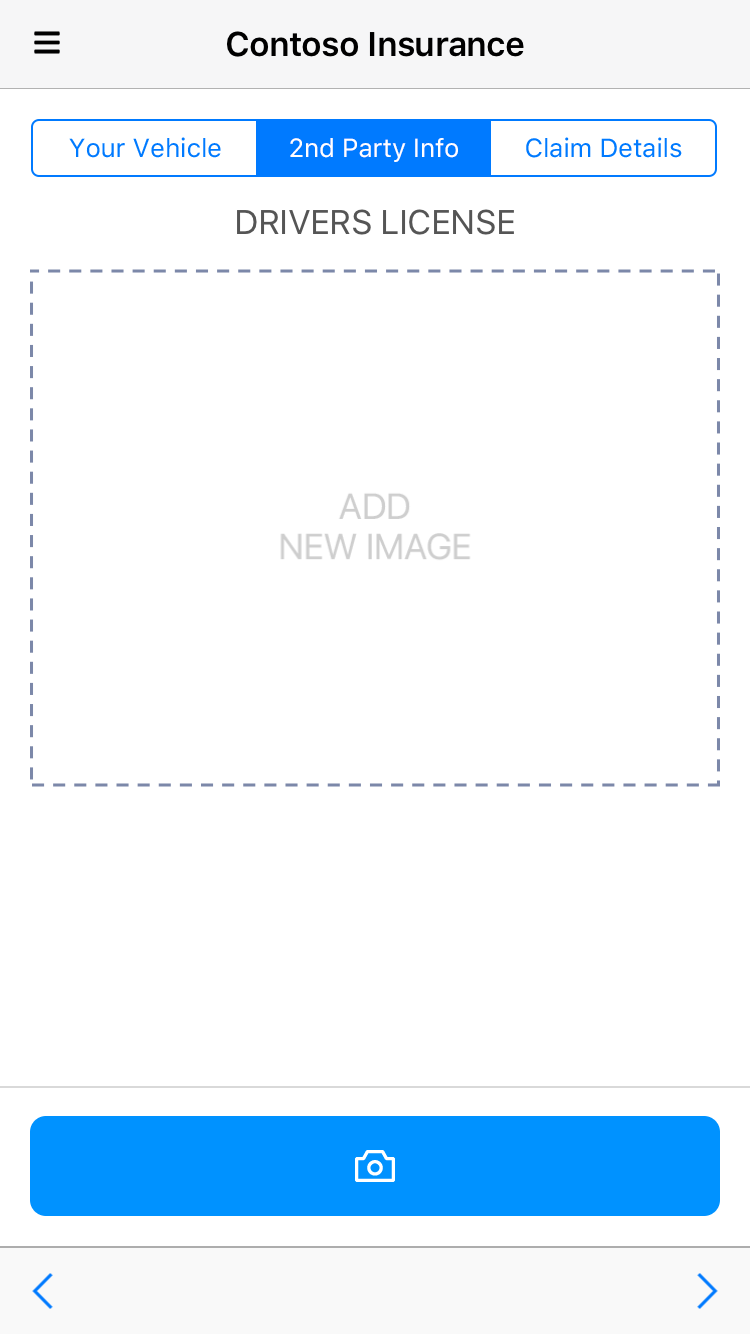 Contoso Insurance
Your Vehicle
2nd Party Info
Claim Details
DRIVERS LICENSE
ADD
NEW IMAGE